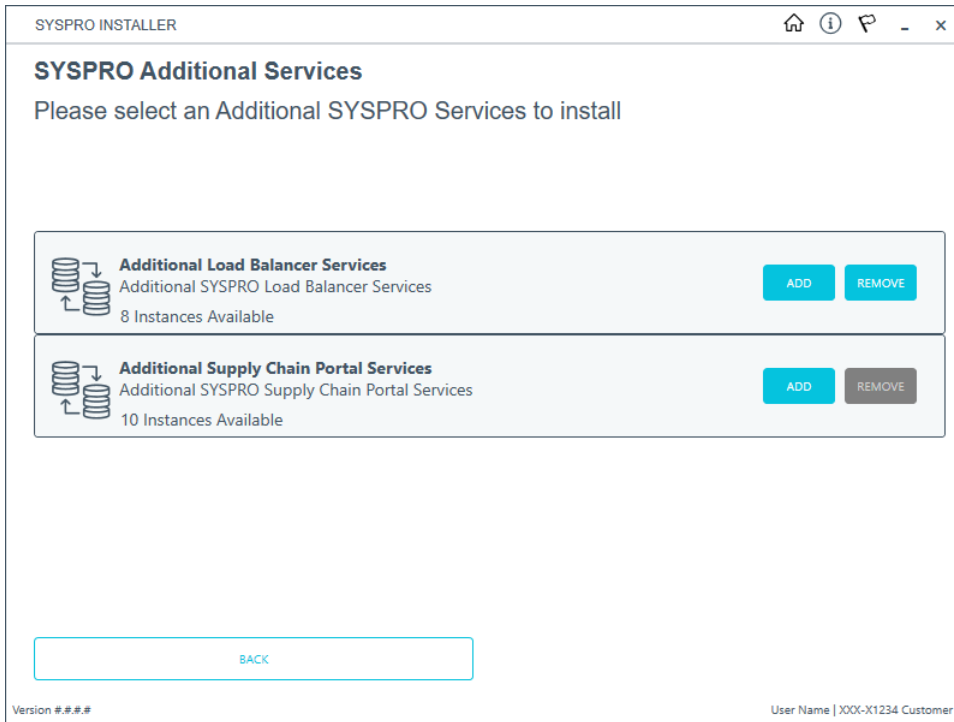 SYSPRO INSTALLER
SYSPRO Additional Services
Please select an Additional SYSPRO Services to install
Additional Load Balancer Services
Additional SYSPRO Load Balancer Services
8 Instances Available
ADD
REMOVE
Additional Supply Chain Portal Services
Additional SYSPRO Supply Chain Portal Services
10 Instances Available
ADD
REMOVE
BACK
Version #.#.#.#
User Name | XXX-X1234 Customer